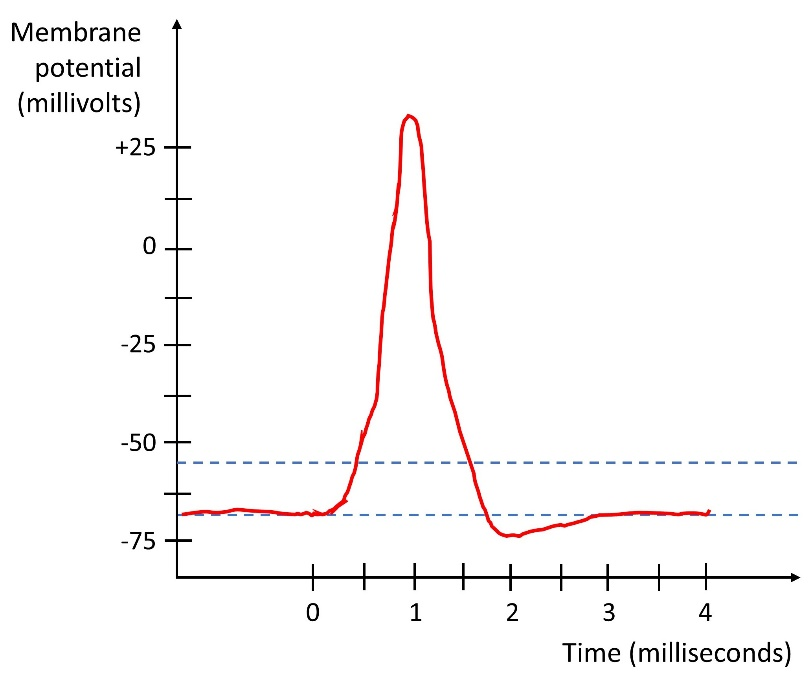 Membrane
potential
(millivolts)
+25
0
-25
-50
-75
0 1 2 3 4
Time (milliseconds)